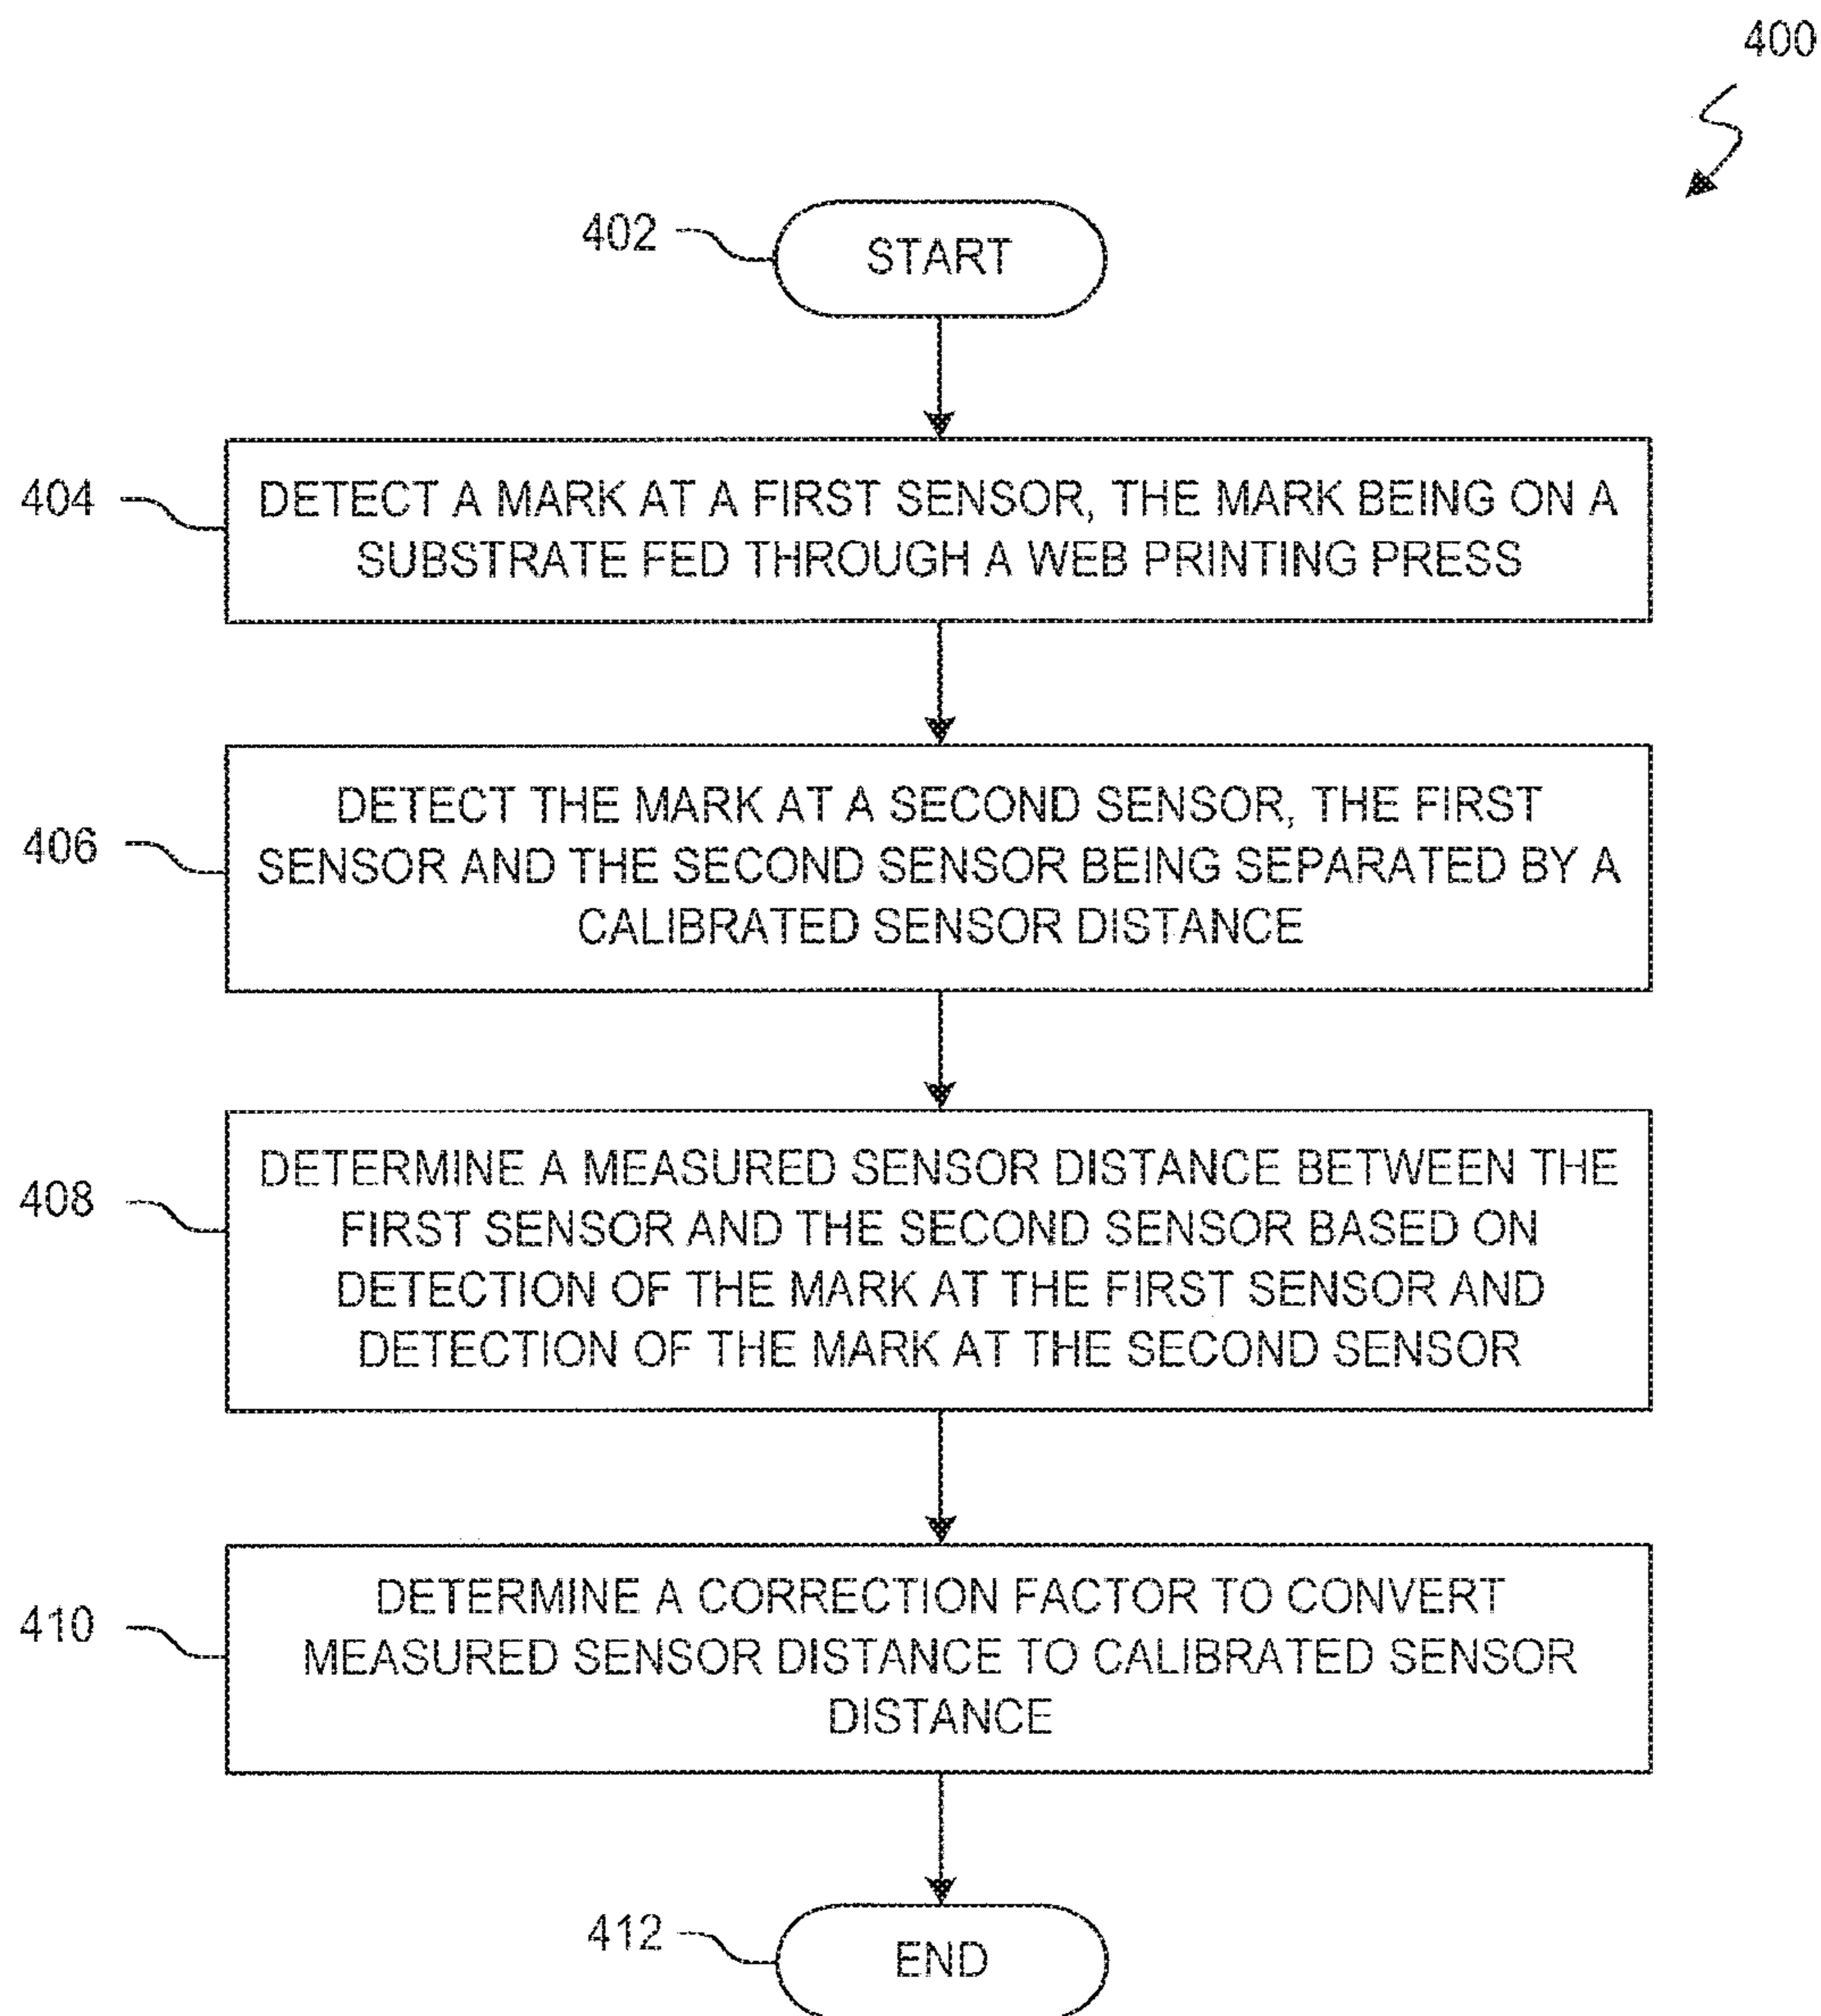 400
402
START
404
DETECT A MARK AT A FIRST SENSOR, THE MARK BEING ON A
SUBSTRATE FED THROUGH A WEB PRINTING PRESS
406
DETECT THE MARK AT A SECOND SENSOR, THE FIRST
SENSOR AND THE SECOND SENSOR BEING SEPARATED BY A
CALIBRATED SENSOR DISTANCE
408
DETERMINE A MEASURED SENSOR DISTANCE BETWEEN THE
FIRST SENSOR AND THE SECOND SENSOR BASED ON
DETECTION OF THE MARK AT THE FIRST SENSOR AND
DETECTION OF THE MARK AT THE SECOND SENSOR
410
DETERMINE A CORRECTION FACTOR TO CONVERT
MEASURED SENSOR DISTANCE TO CALIBRATED SENSOR
DISTANCE
412
END